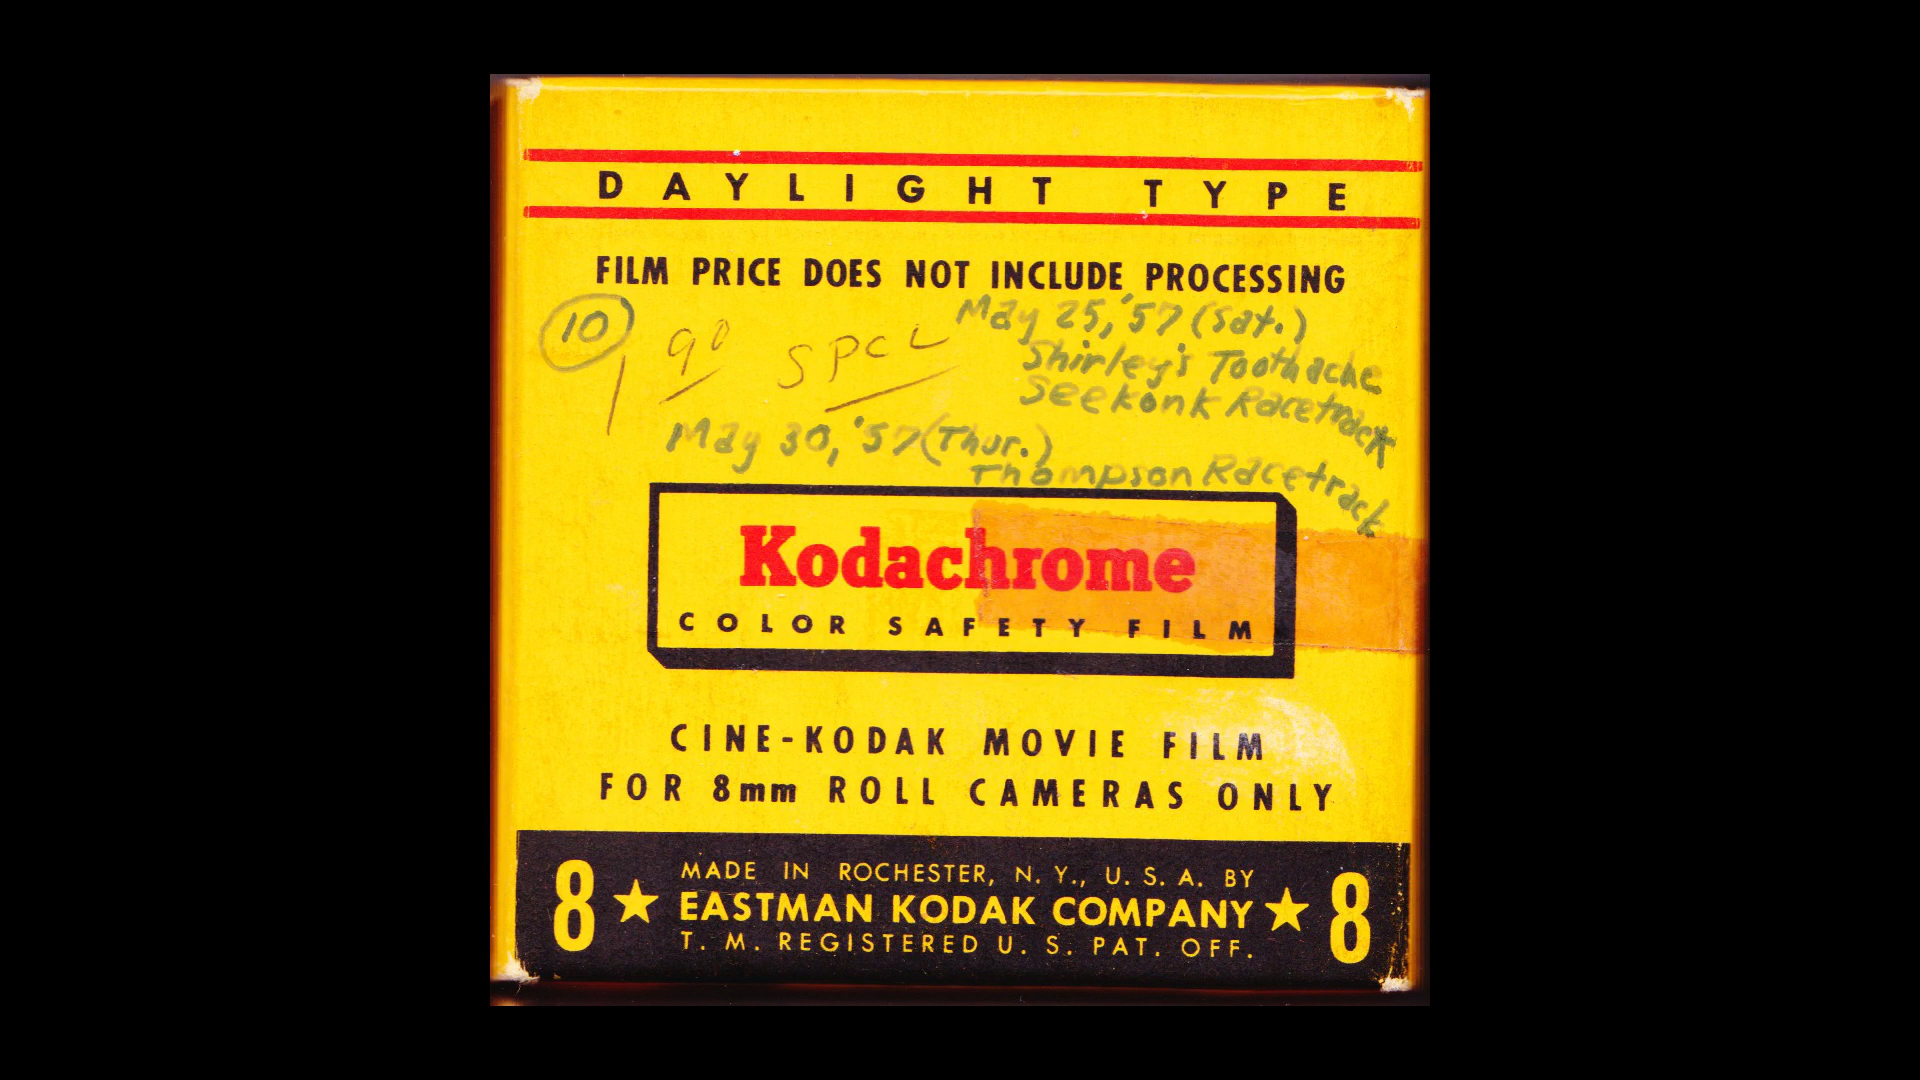 DAYLIGHT TYPE
FILM PRICE DOES NOT INCLUDE PROCESSING
10
May 25, '57 (Sat.)
1 90 SPCL
Shirley's Toothache
Seekonk Racetrack
May 30, '57 (Thur.)
Thompson Racetrack
Kodachrome
COLOR SAFETY FILM
CINE-KODAK MOVIE FILM
FOR 8mm ROLL CAMERAS ONLY
8 ★ MADE IN ROCHESTER, N. Y., U. S. A. BY ★ 8
EASTMAN KODAK COMPANY
T. M. REGISTERED U. S. PAT. OFF.